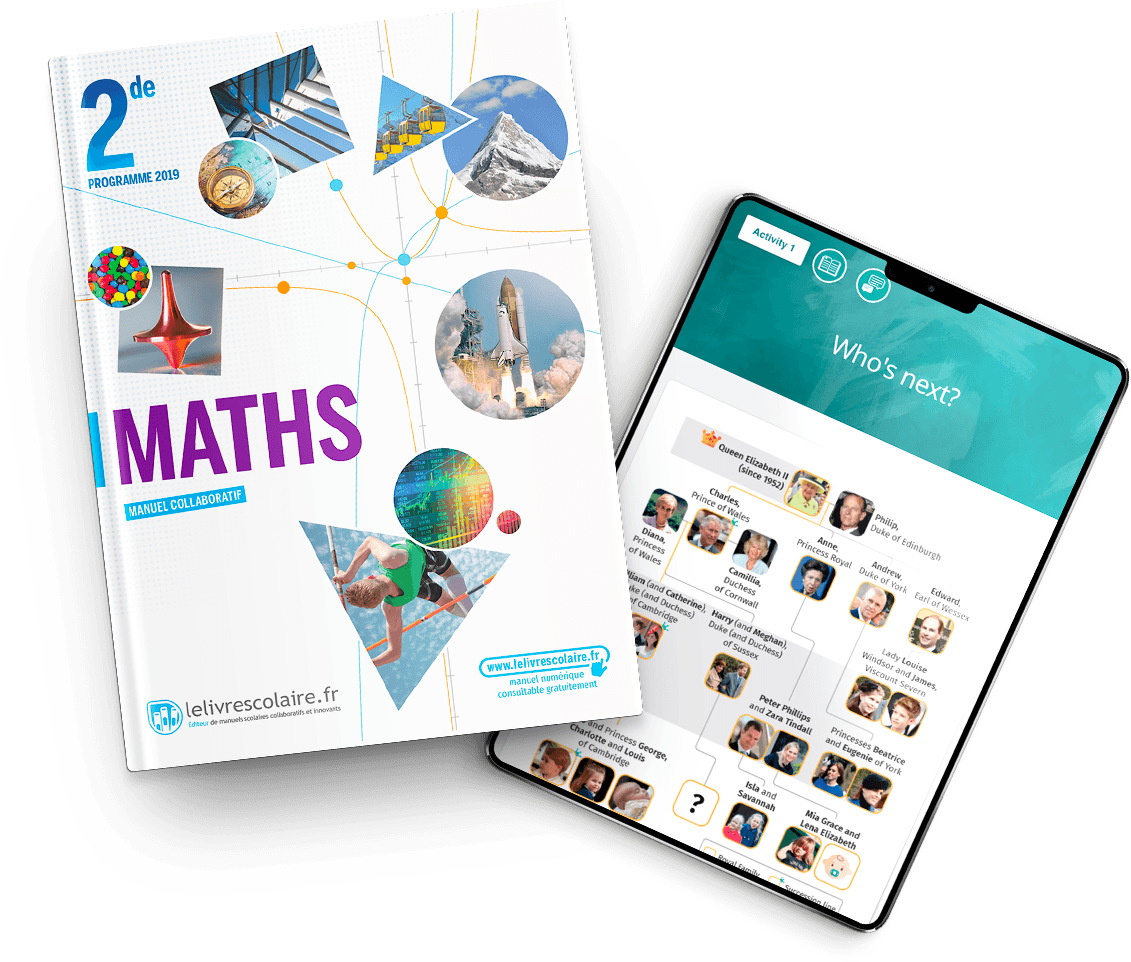 2de
PROGRAMME 2019
MATHS
MANUEL COLLABORATIF
www.lelivrescolaire.fr
manuel numérique
consultable gratuitement
lelivrescolaire.fr
Éditeur de manuels scolaires collaboratifs et innovants
Activity 1
Who's next?
Queen Elizabeth II
(since 1952)
Philip,
Duke of Edinburgh
Charles,
Prince of Wales
Diana,
Princess
of Wales
Camillia,
Duchess
of Cornwall
Anne,
Princess Royal
Andrew,
Duke of York
Edward,
Earl of Wessex
(and Catherine),
(and Duchess)
of Cambridge
Harry (and Meghan),
Duke (and Duchess)
of Sussex
Lady Louise
Windsor and James,
Viscount Severn
Peter Phillips
and Zara Tindall
Princesses Beatrice
and Eugenie of York
and Princess George,
Charlotte and Louis
of Cambridge
?
Isla and
Savannah
Mia Grace and
Lena Elizabeth
Royal Family
Succession line